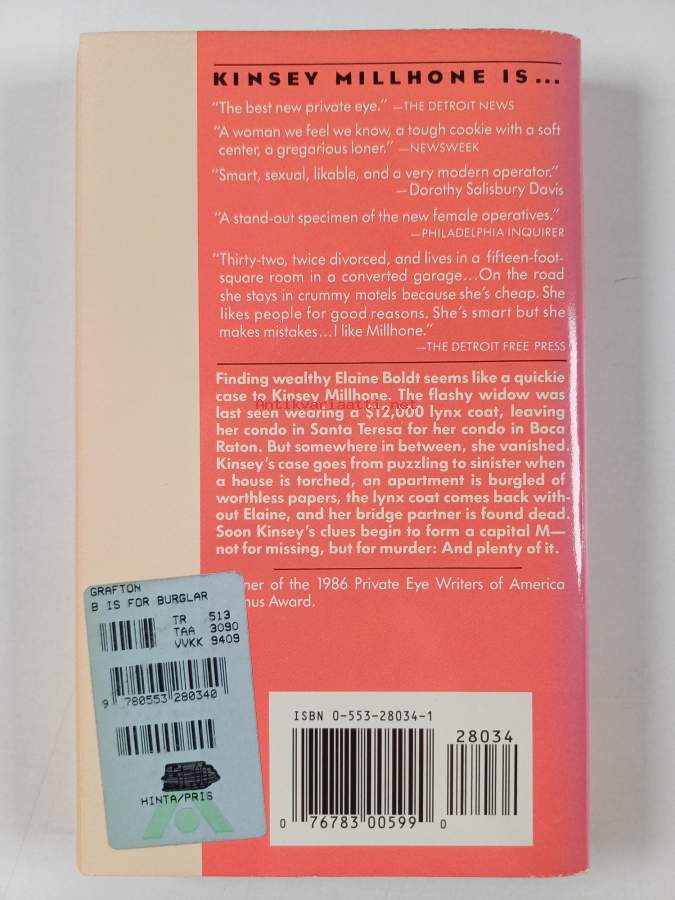 KINSEY MILLHONE IS...
“The best new private eye.” —THE DETROIT NEWS
“A woman we feel we know, a tough cookie with a soft
center, a gregarious loner.” —NEWSWEEK
“Smart, sexual, likable, and a very modern operator.”
—Dorothy Salisbury Davis
“A stand-out specimen of the new female operatives.”
—PHILADELPHIA INQUIRER
“Thirty-two, twice divorced, and lives in a fifteen-foot-
square room in a converted garage...On the road
she stays in crummy motels because she's cheap. She
likes people for good reasons. She's smart but she
makes mistakes...I like Millhone.”
—THE DETROIT FREE PRESS
Finding wealthy Elaine Boldt seems like a quickie
case to Kinsey Millhone. The flashy widow was
Antikvariaatti.net
last seen wearing a $12,000 lynx coat, leaving
her condo in Santa Teresa for her condo in Boca
Raton. But somewhere in between, she vanished.
Kinsey's case goes from puzzling to sinister when
a house is torched, an apartment is burgled of
worthless papers, the lynx coat comes back with-
out Elaine, and her bridge partner is found dead.
Soon Kinsey's clues begin to form a capital M—
not for missing, but for murder: And plenty of it.
ner of the 1986 Private Eye Writers of America
us Award.
GRAFTON
B IS FOR BURGLAR
TR 513
TAA 3090
VVKK 9409
9 780553 280340
HINTA/PRIS
ISBN 0-553-28034-1
28034
0 76783 00599 0